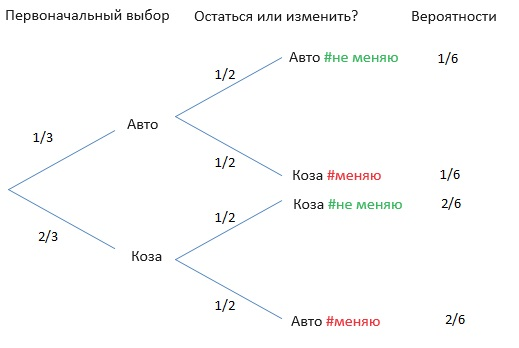 Первоначальный выбор Остаться или изменить? Вероятности
Авто #не меняю 1/6
1/2
1/3
Авто
1/2
Коза #меняю 1/6
Коза #не меняю 2/6
1/2
2/3
Коза
1/2
Авто #меняю 2/6